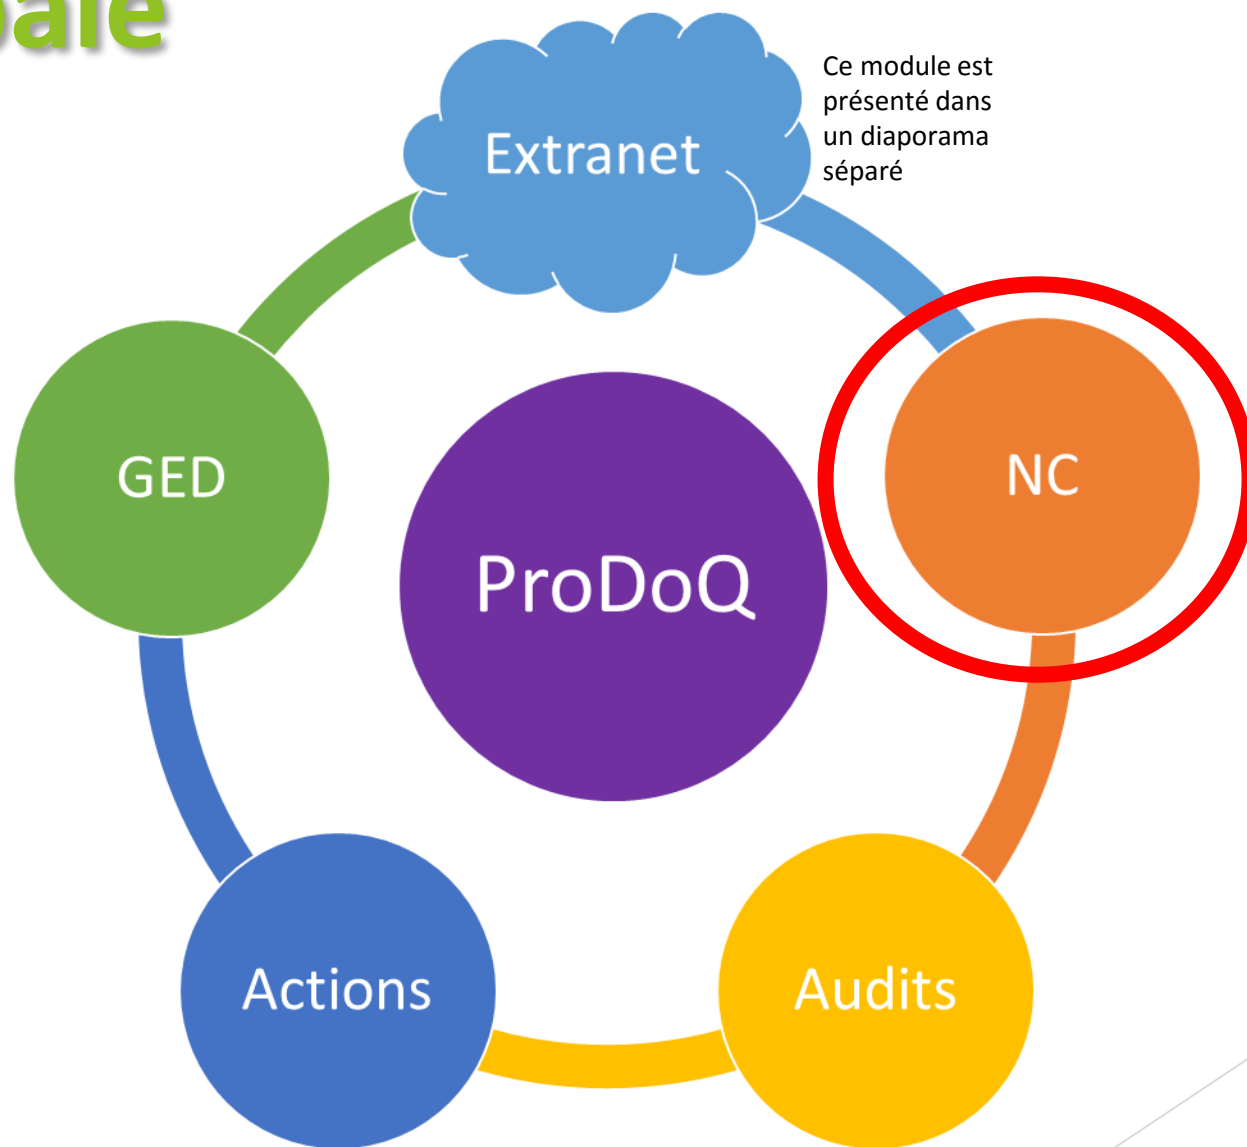 Ce module est
présenté dans
un diaporama
séparé
Extranet
GED
NC
ProDoQ
Actions
Audits